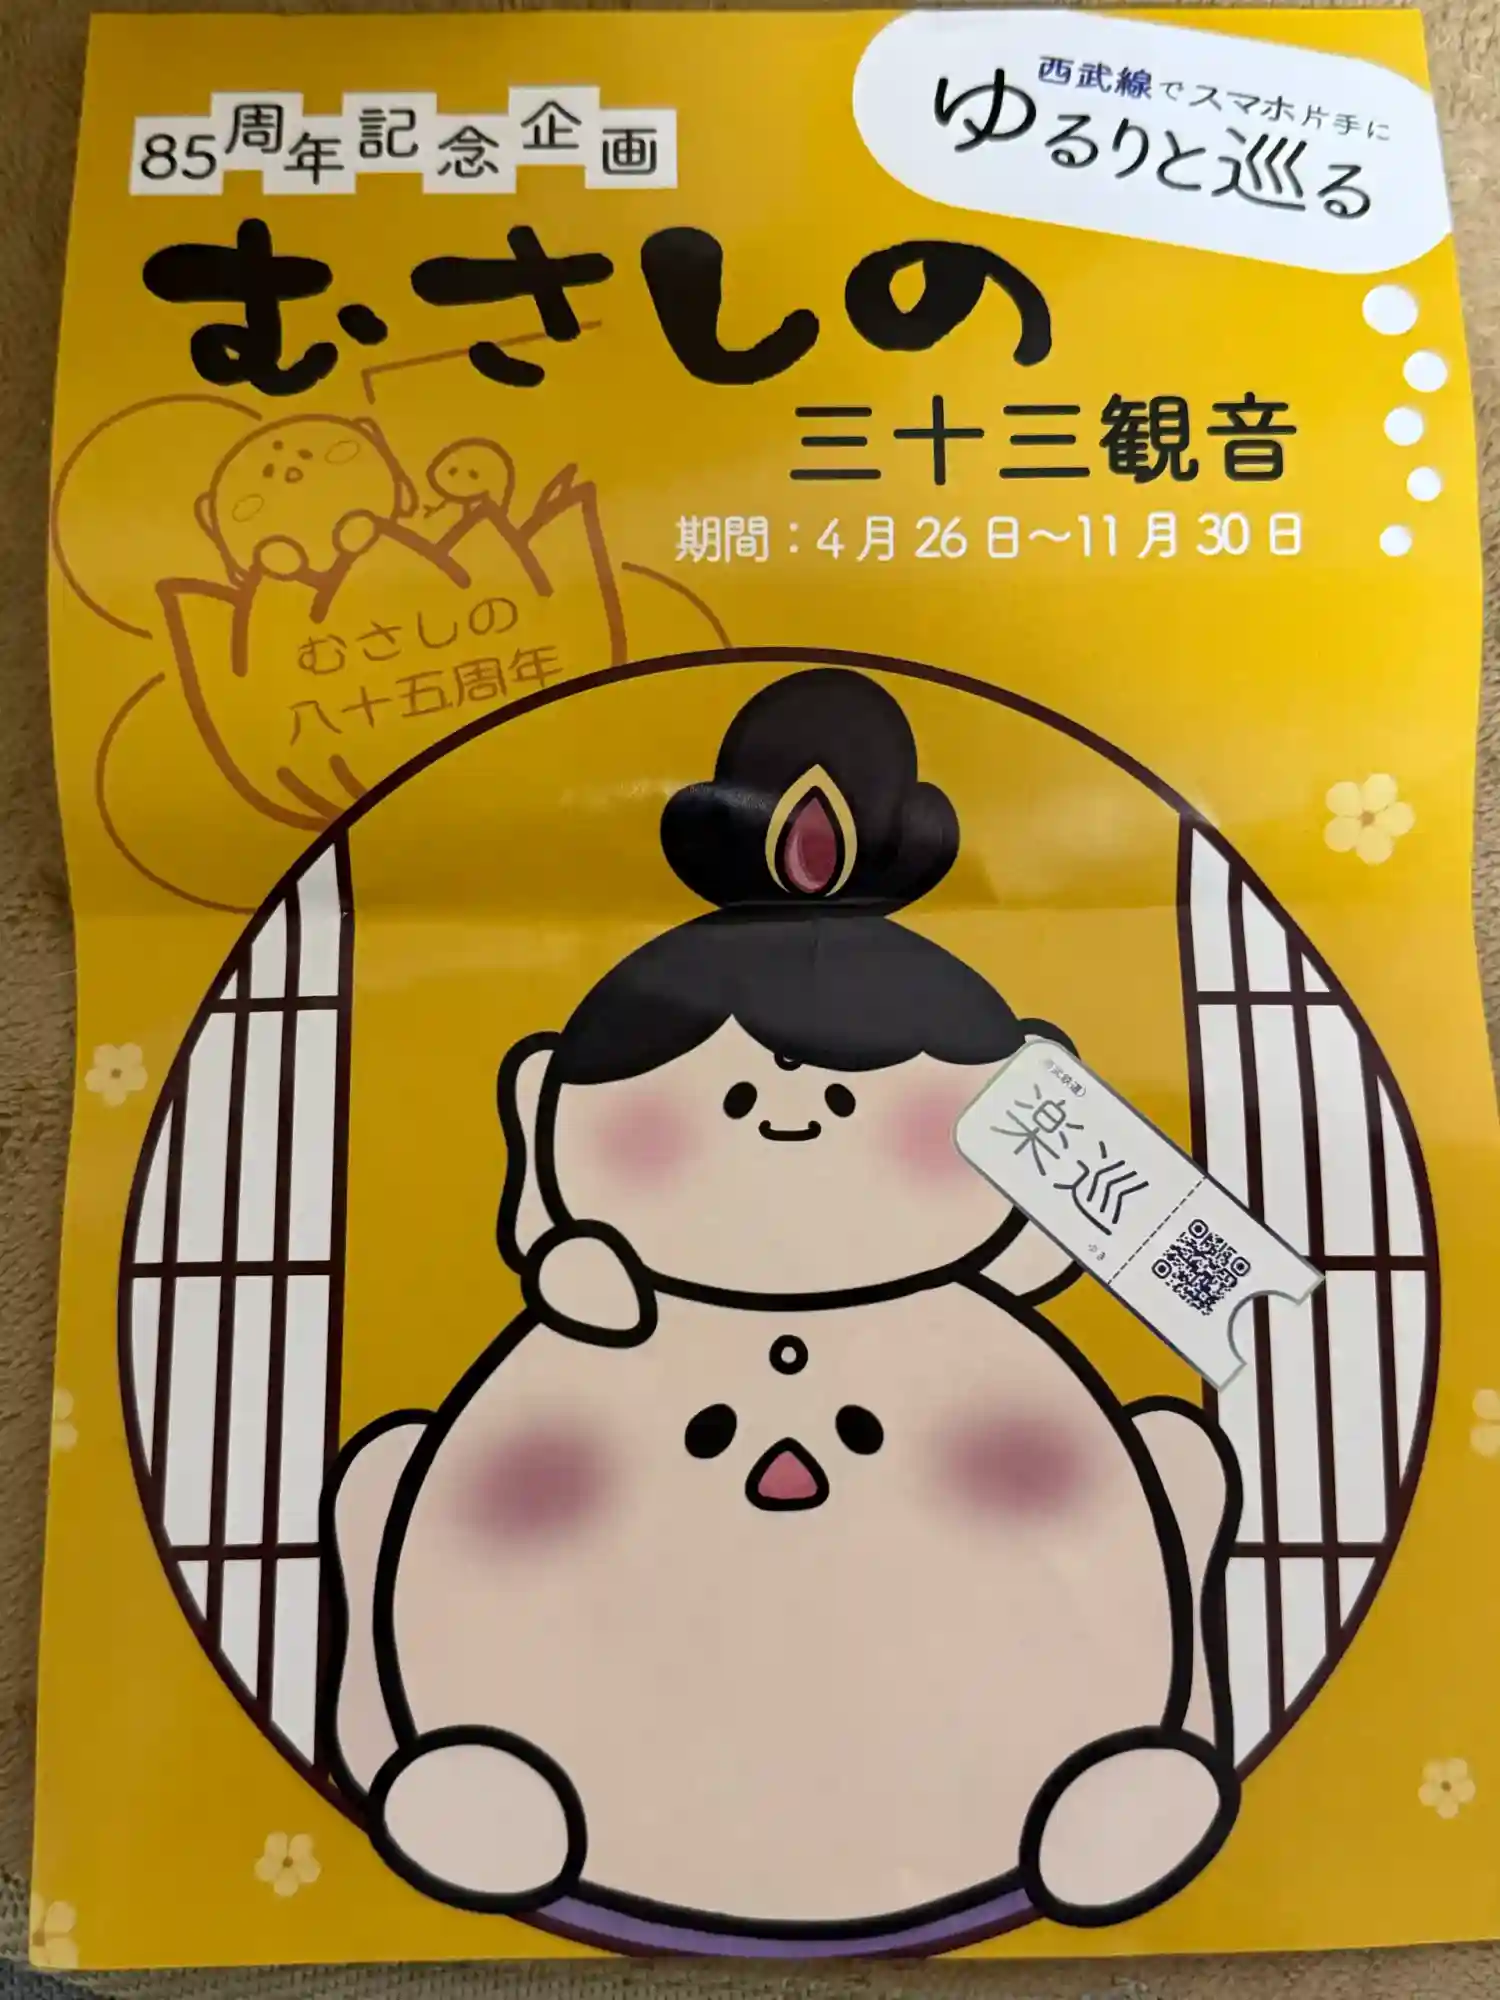 85周年記念企画
西武線でスマホ片手に
ゆるりと巡る
むさしの
三十三観音
期間：4月26日〜11月30日
むさしの
八十五周年
楽巡